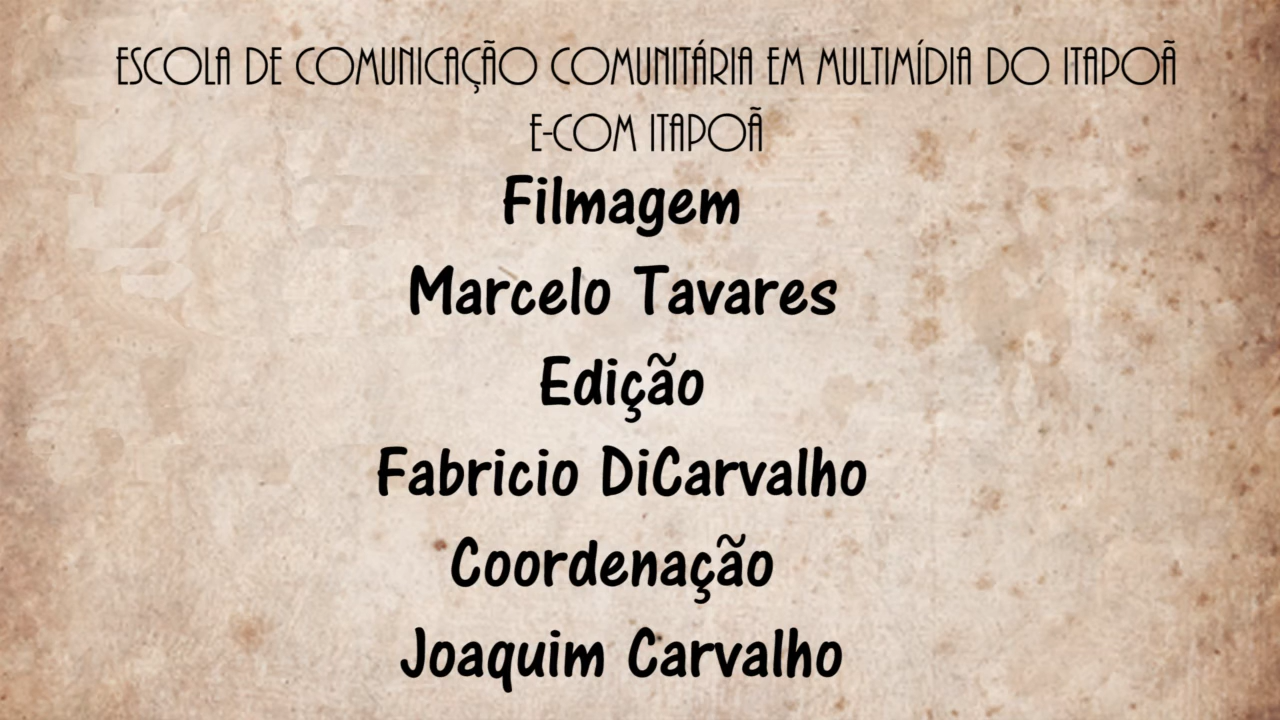 ESCOLA DE COMUNICAÇÃO COMUNITÁRIA EM MULTIMÍDIA DO ITAPOÃ
E-COM ITAPOÃ
Filmagem
Marcelo Tavares
Edição
Fabricio DiCarvalho
Coordenação
Joaquim Carvalho